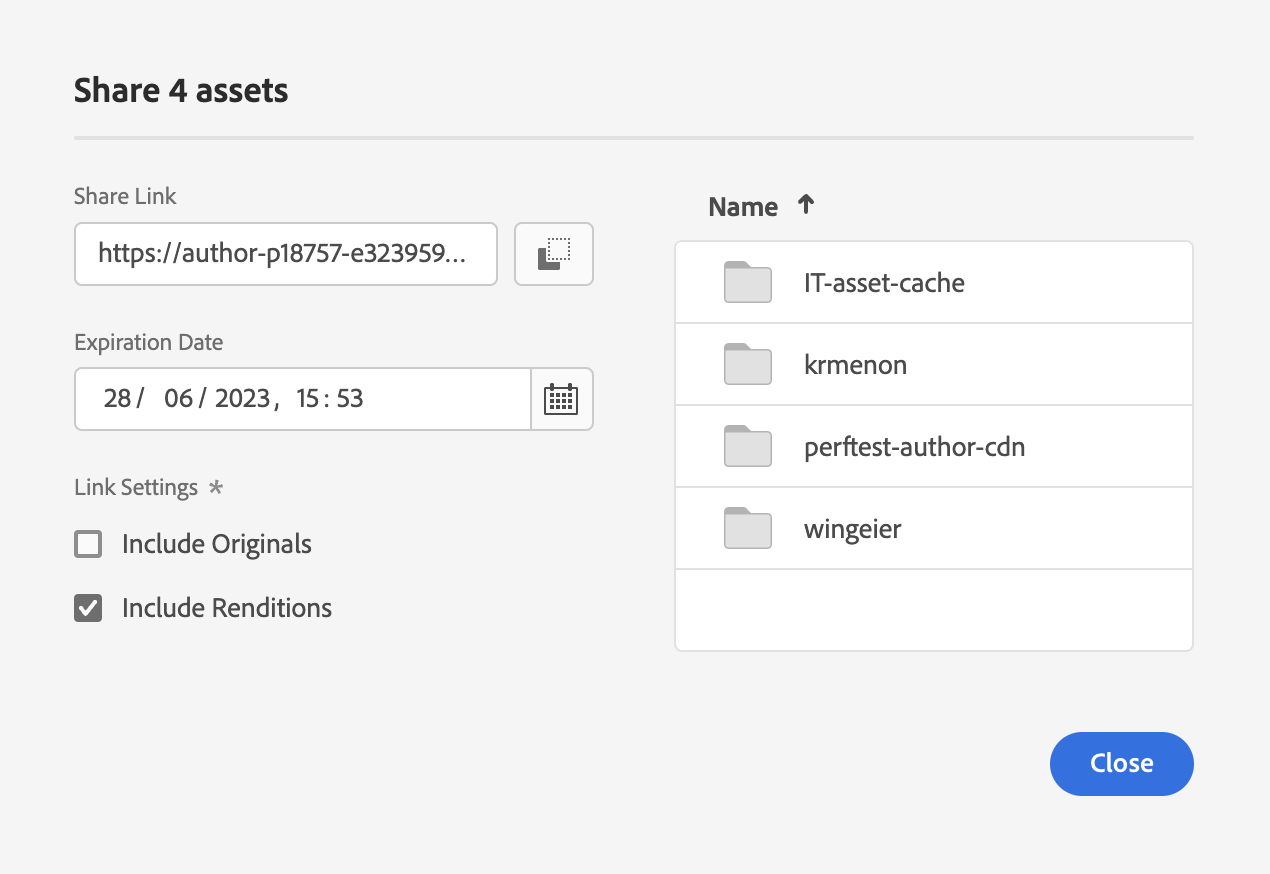 Share 4 assets
Share Link
https://author-p18757-e323959...
Expiration Date
28/ 06/ 2023, 15:53
Link Settings *
Include Originals
Include Renditions
Name ↑
IT-asset-cache
krmenon
perftest-author-cdn
wingeier
Close